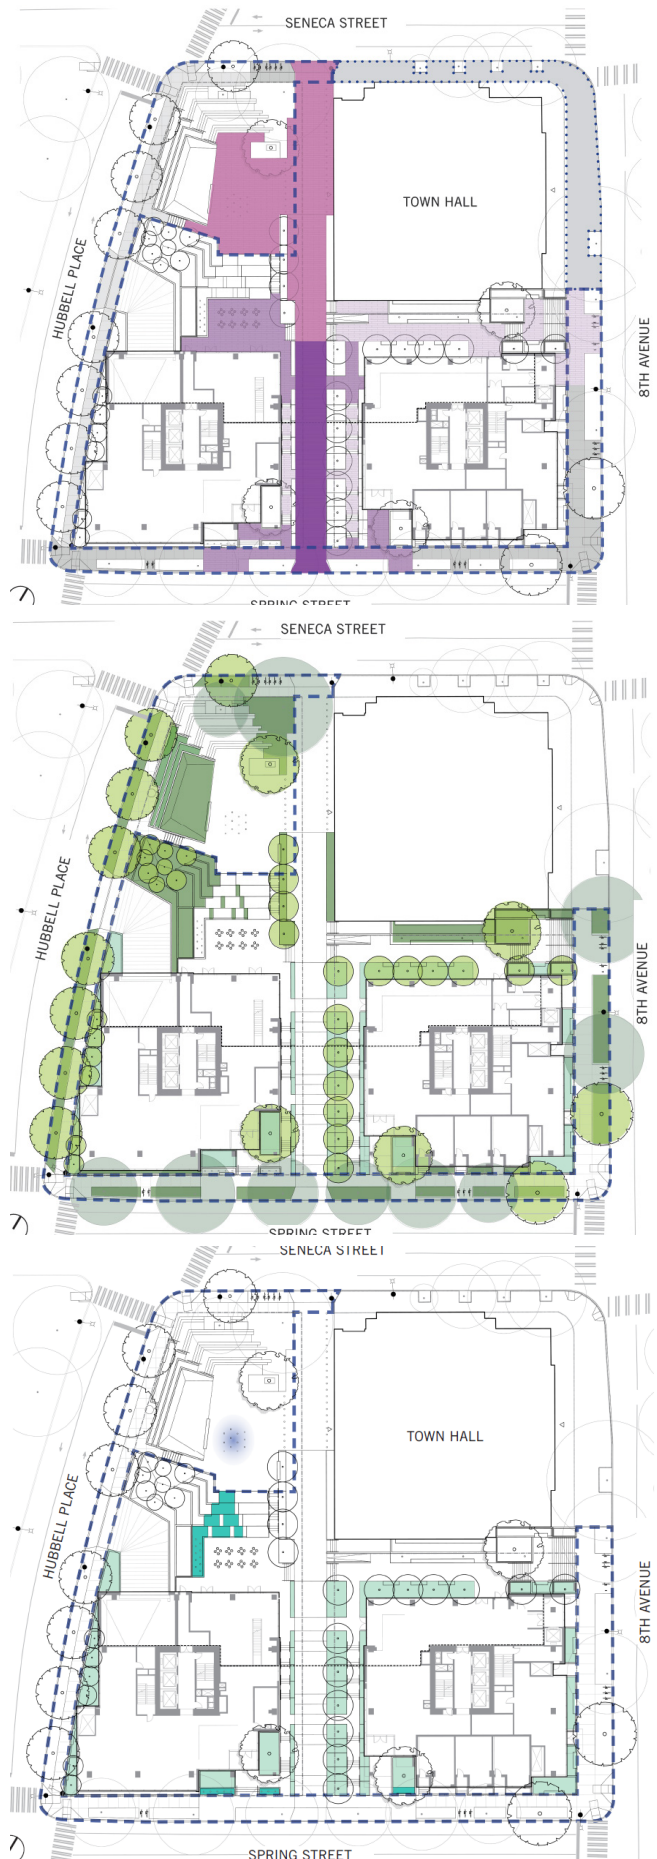 SENECA STREET
TOWN HALL
HUBBELL PLACE
8TH AVENUE
SPRING STREET
SENECA STREET
HUBBELL PLACE
8TH AVENUE
SPRING STREET
SENECA STREET
TOWN HALL
HUBBELL PLACE
8TH AVENUE
SPRING STREET